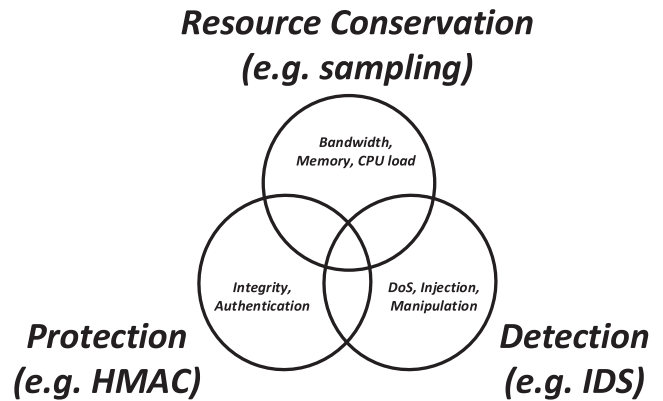 Resource Conservation
(e.g. sampling)
Bandwidth,
Memory, CPU load
Integrity,
Authentication
DoS, Injection,
Manipulation
Protection
(e.g. HMAC)
Detection
(e.g. IDS)